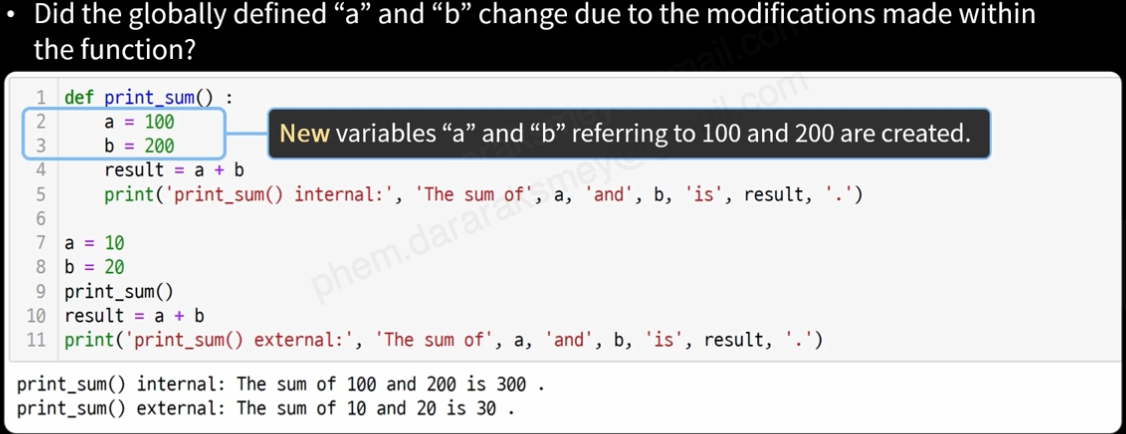 • Did the globally defined “a” and “b” change due to the modifications made within
the function?
1 def print_sum() :
2     a = 100
3     b = 200
New variables “a” and “b” referring to 100 and 200 are created.
4     result = a + b
5     print('print_sum() internal:', 'The sum of', a, 'and', b, 'is', result, '.')
6
7 a = 10
8 b = 20
9 print_sum()
10 result = a + b
11 print('print_sum() external:', 'The sum of', a, 'and', b, 'is', result, '.')
print_sum() internal: The sum of 100 and 200 is 300 .
print_sum() external: The sum of 10 and 20 is 30 .